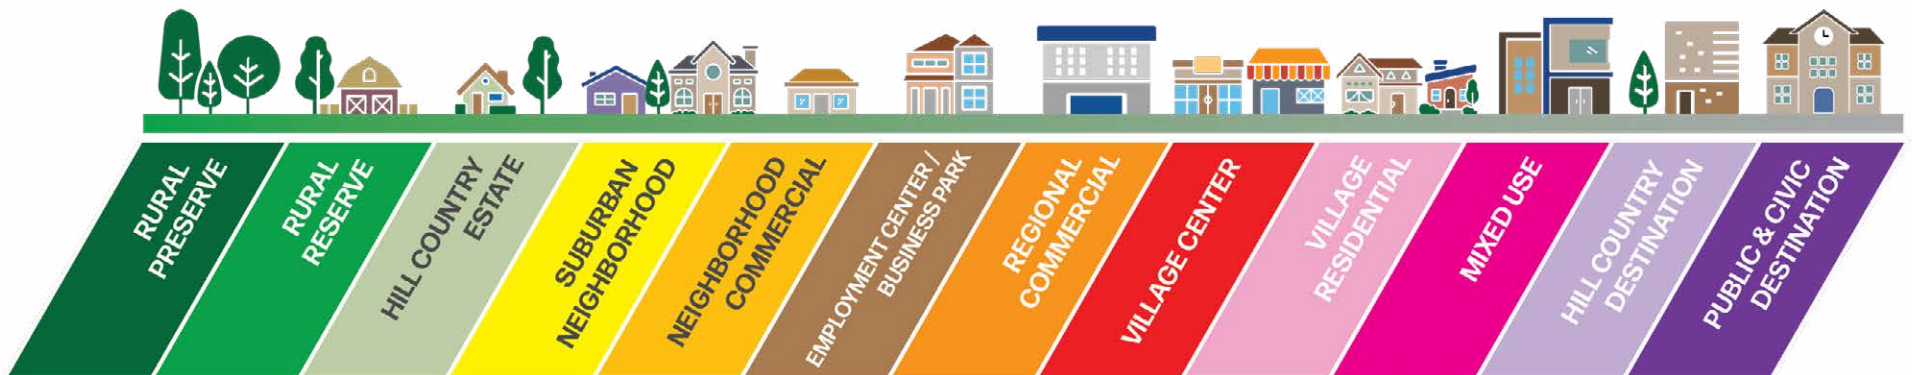 RURAL
PRESERVE
RURAL
RESERVE
HILL COUNTRY
ESTATE
SUBURBAN
NEIGHBORHOOD
NEIGHBORHOOD
COMMERCIAL
EMPLOYMENT CENTER /
BUSINESS PARK
REGIONAL
COMMERCIAL
VILLAGE CENTER
VILLAGE
RESIDENTIAL
MIXED USE
HILL COUNTRY
DESTINATION
PUBLIC & CIVIC
DESTINATION